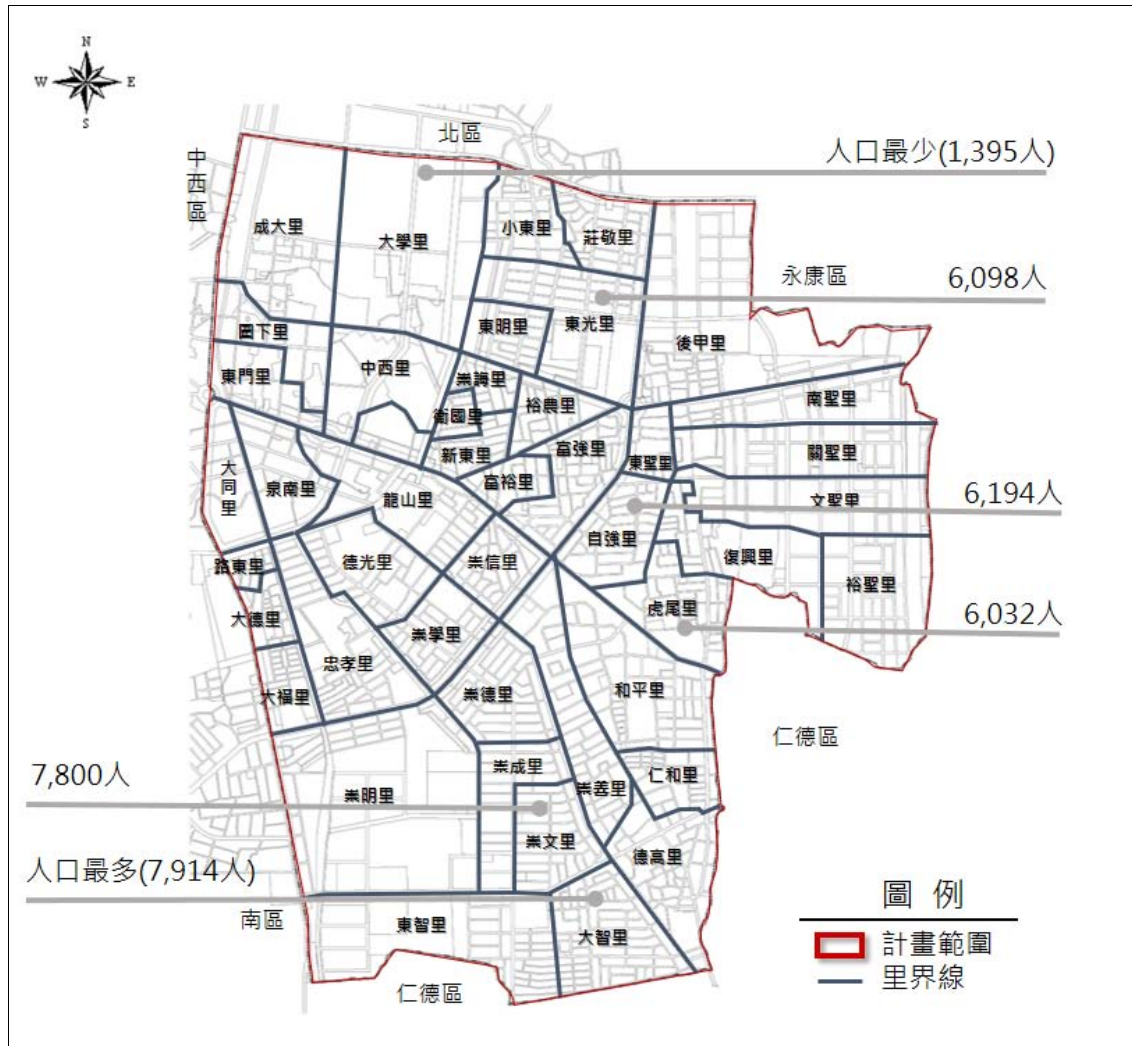 N
W E
S
北區
中西區
人口最少(1,395人)
成大里
大學里
小東里
莊敬里
永康區
6,098人
東明里
東光里
後甲里
圍下里
東門里
中西里
崇誨里
衛國里
裕農里
南聖里
富強里
新東里
東聖里
關聖里
大同里
泉南里
龍山里
富裕里
文聖里
6,194人
自強里
復興里
路東里
德光里
崇信里
裕聖里
大德里
崇學里
虎尾里
6,032人
忠孝里
大福里
崇德里
和平里
仁德區
7,800人
崇明里
崇成里
崇善里
仁和里
崇文里
德高里
人口最多(7,914人)
圖 例
南區
東智里
大智里
計畫範圍
里界線
仁德區